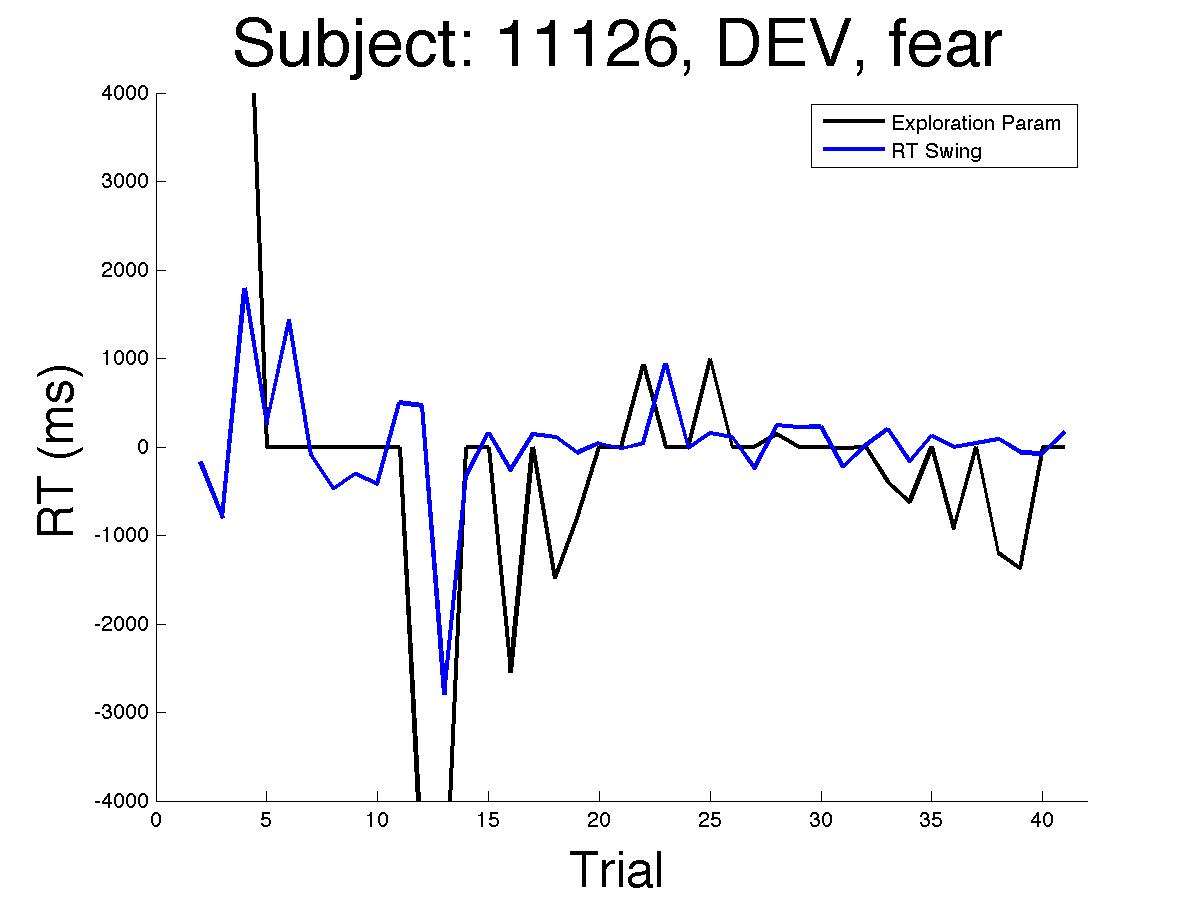 Subject: 11126, DEV, fear
Exploration Param
RT Swing
4000
3000
2000
1000
0
-1000
-2000
-3000
-4000
RT (ms)
0 5 10 15 20 25 30 35 40
Trial